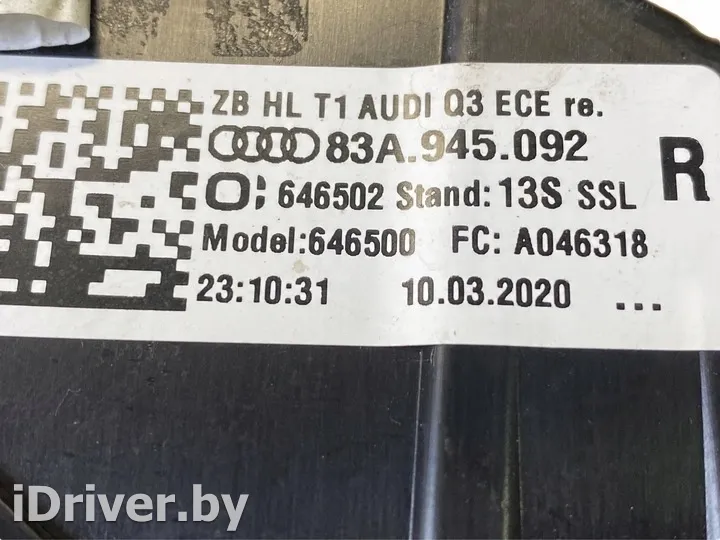 ZB HL T1 AUDI Q3 ECE re.
83A.945.092
R
646502 Stand: 13S SSL
Model:646500 FC: A046318
23:10:31 10.03.2020 ...
iDriver.by